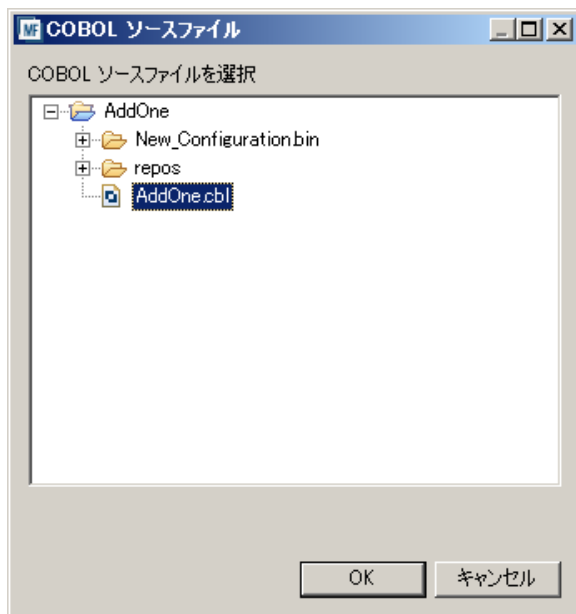 MF COBOL ソースファイル
COBOL ソースファイルを選択
AddOne
New_Configuration.bin
repos
AddOne.cbl
OK キャンセル